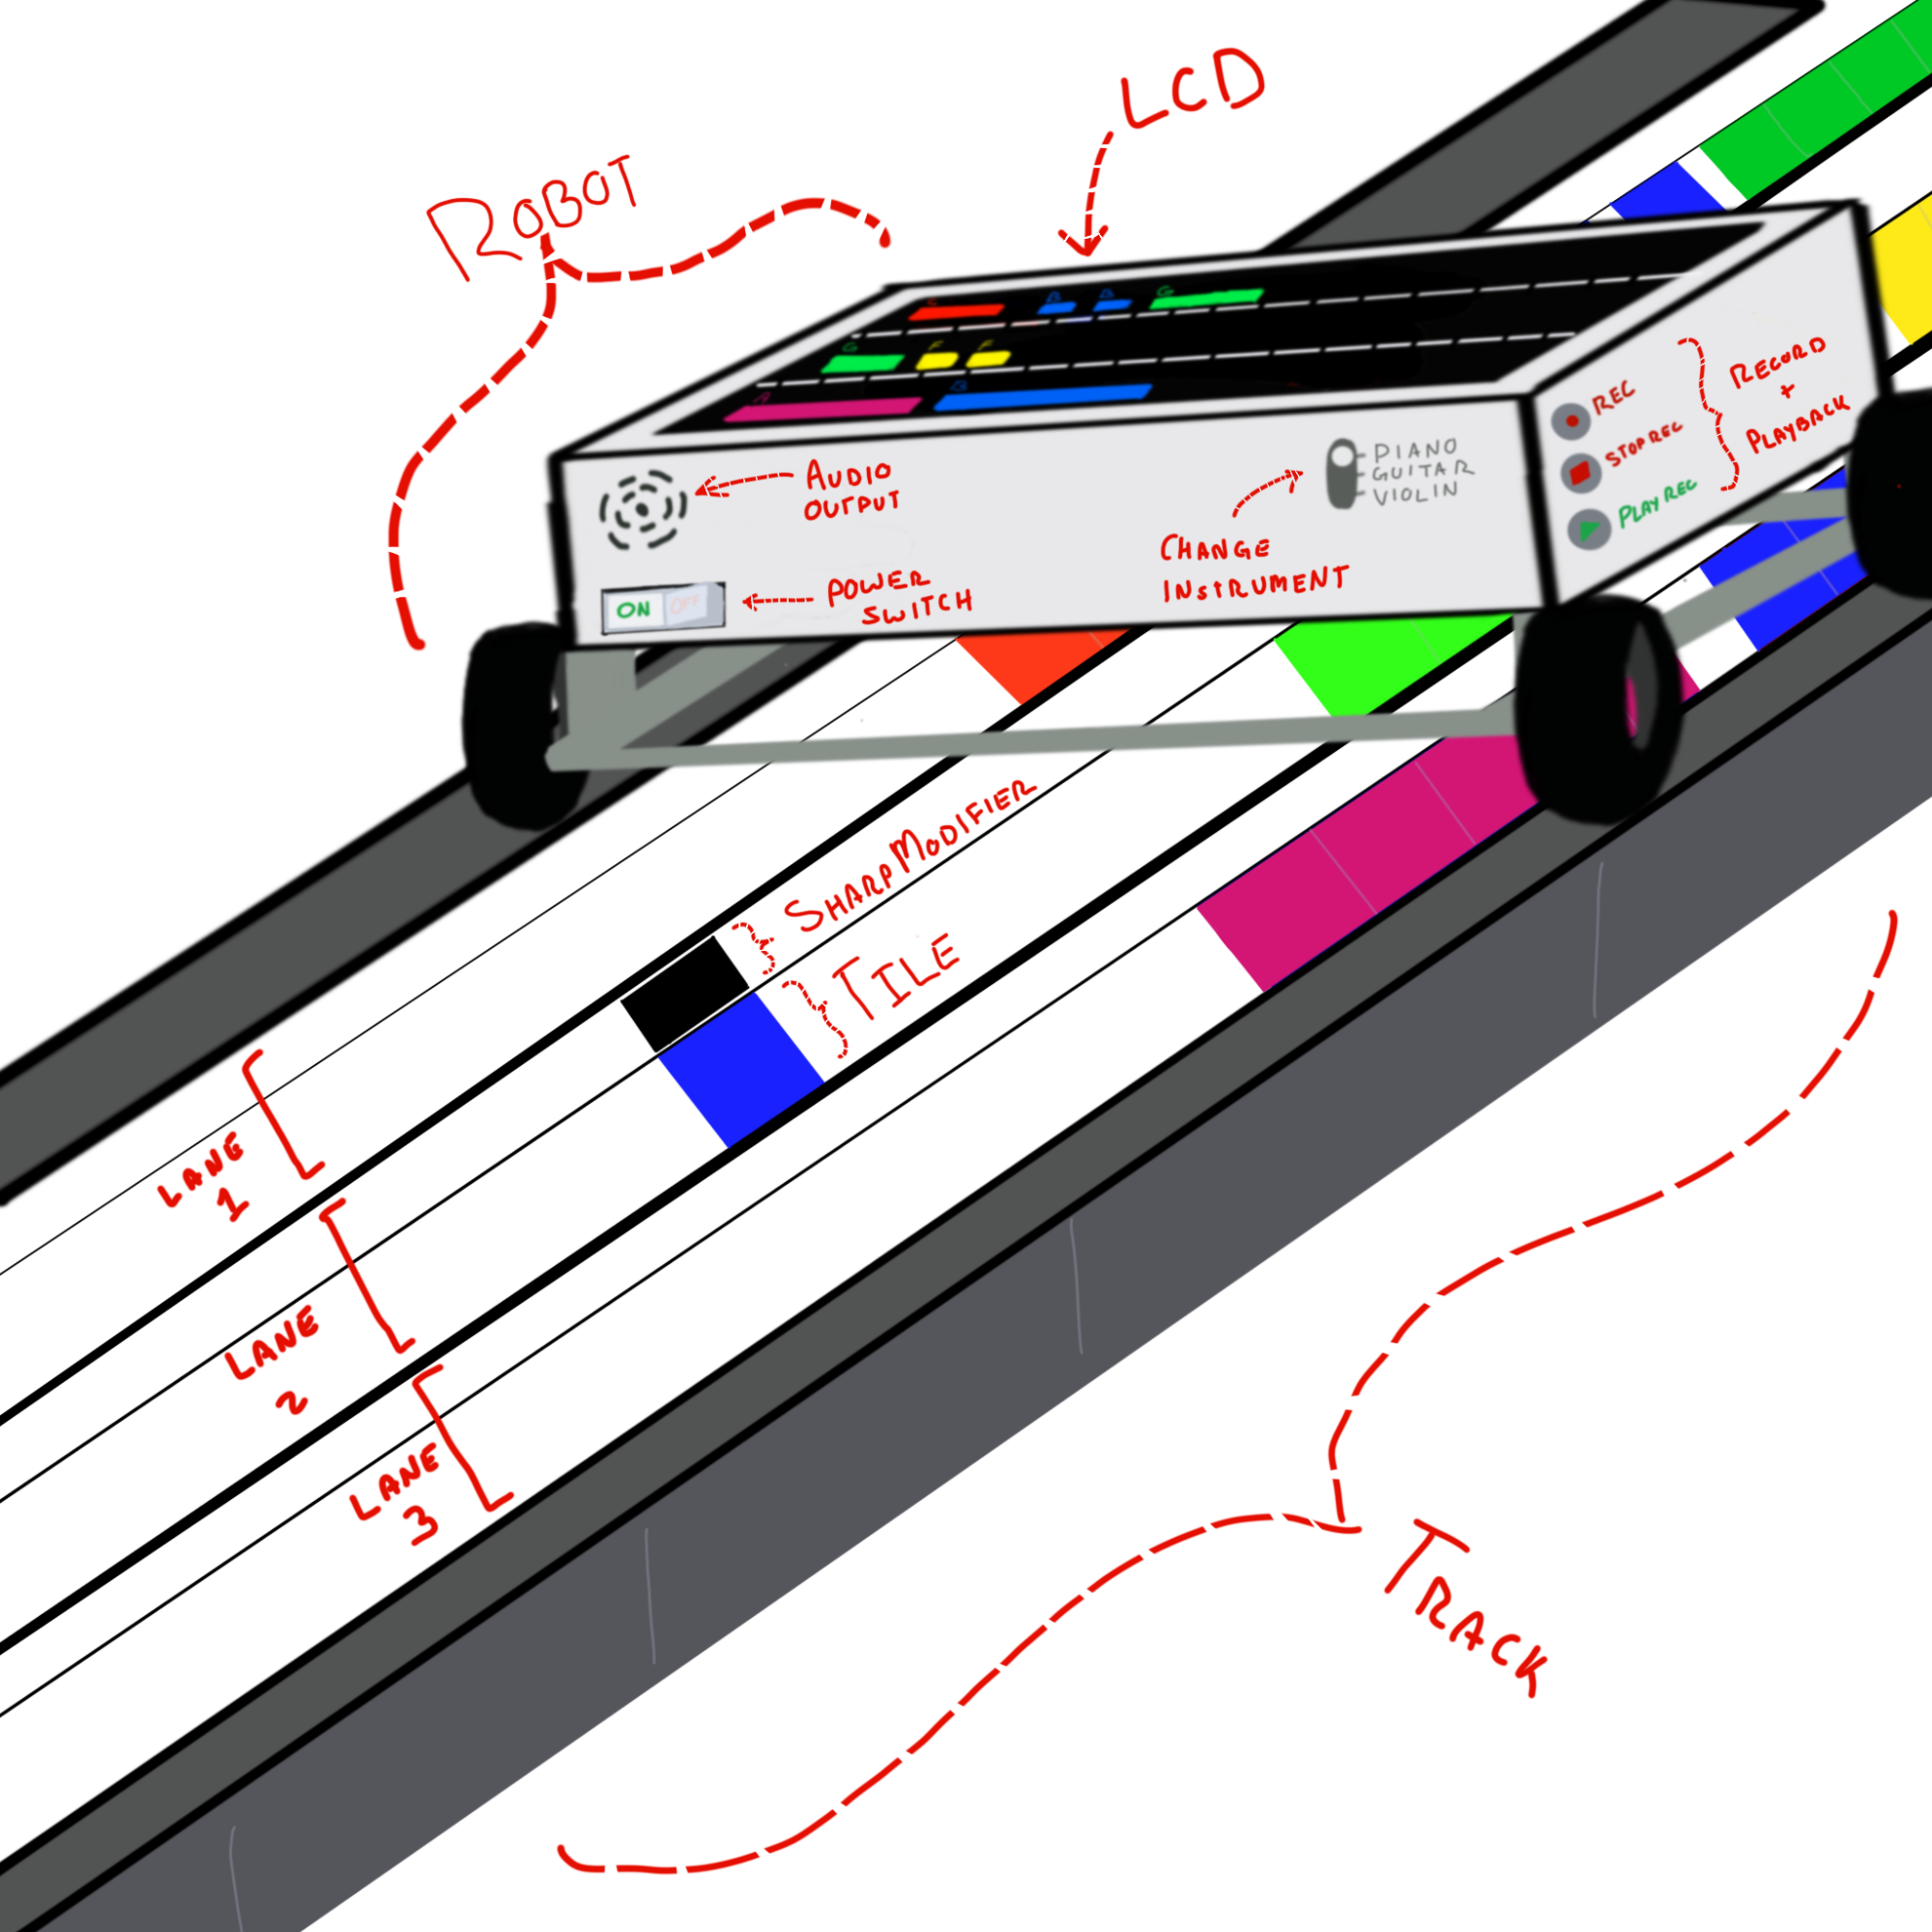 LCD
ROBOT
C
B
B
G
G
F
F
A
B
REC
STOP REC
PLAY REC
RECORD
+
PLAYBACK
AUDIO
OUTPUT
PIANO
GUITAR
VIOLIN
CHANGE
INSTRUMENT
ON
OFF
POWER
SWITCH
SHARP MODIFIER
TILE
LANE
1
LANE
2
LANE
3
TRACK